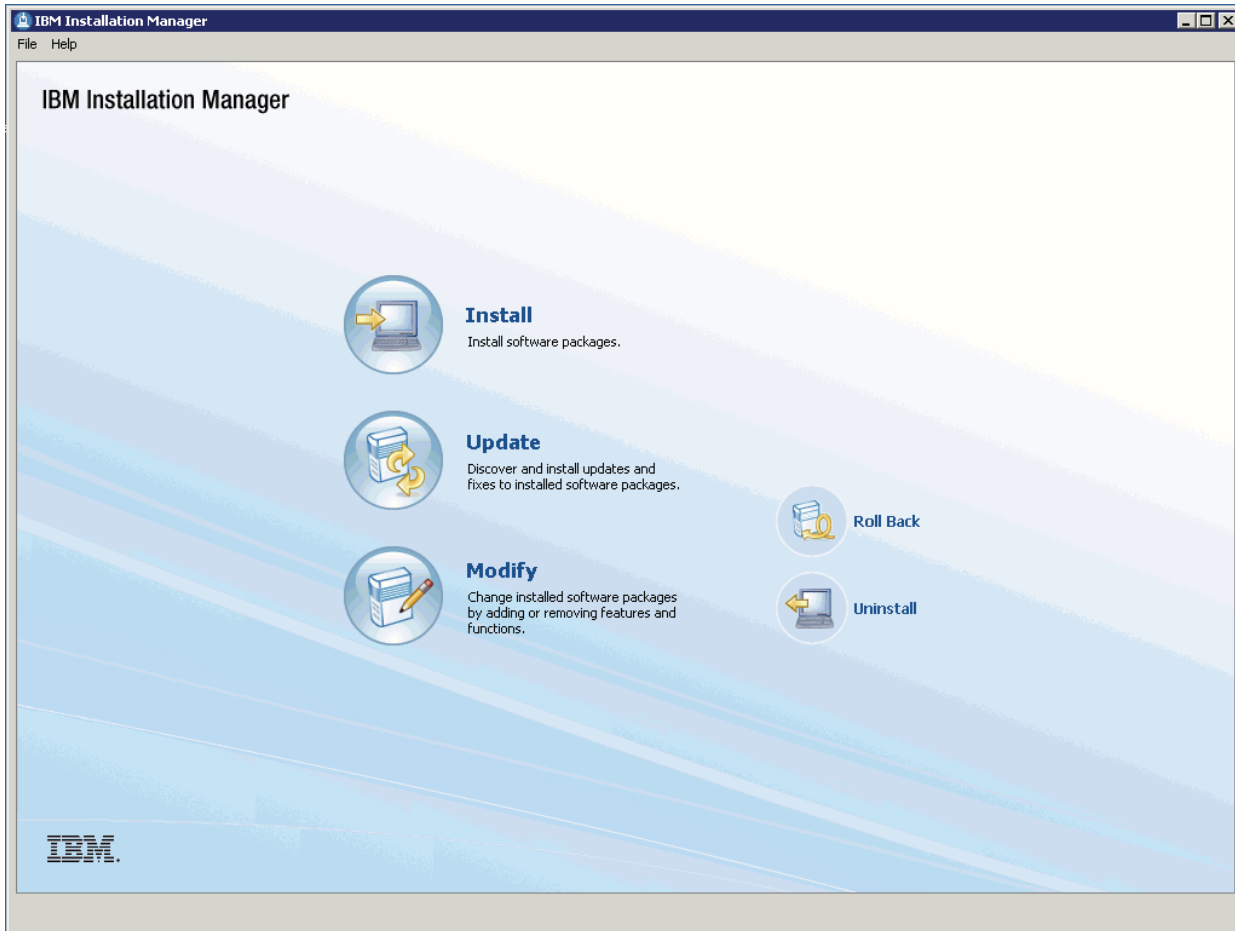 IBM Installation Manager
File Help
IBM Installation Manager
Install
Install software packages.
Update
Discover and install updates and
fixes to installed software packages.
Modify
Change installed software packages
by adding or removing features and
functions.
Roll Back
Uninstall
IBM.